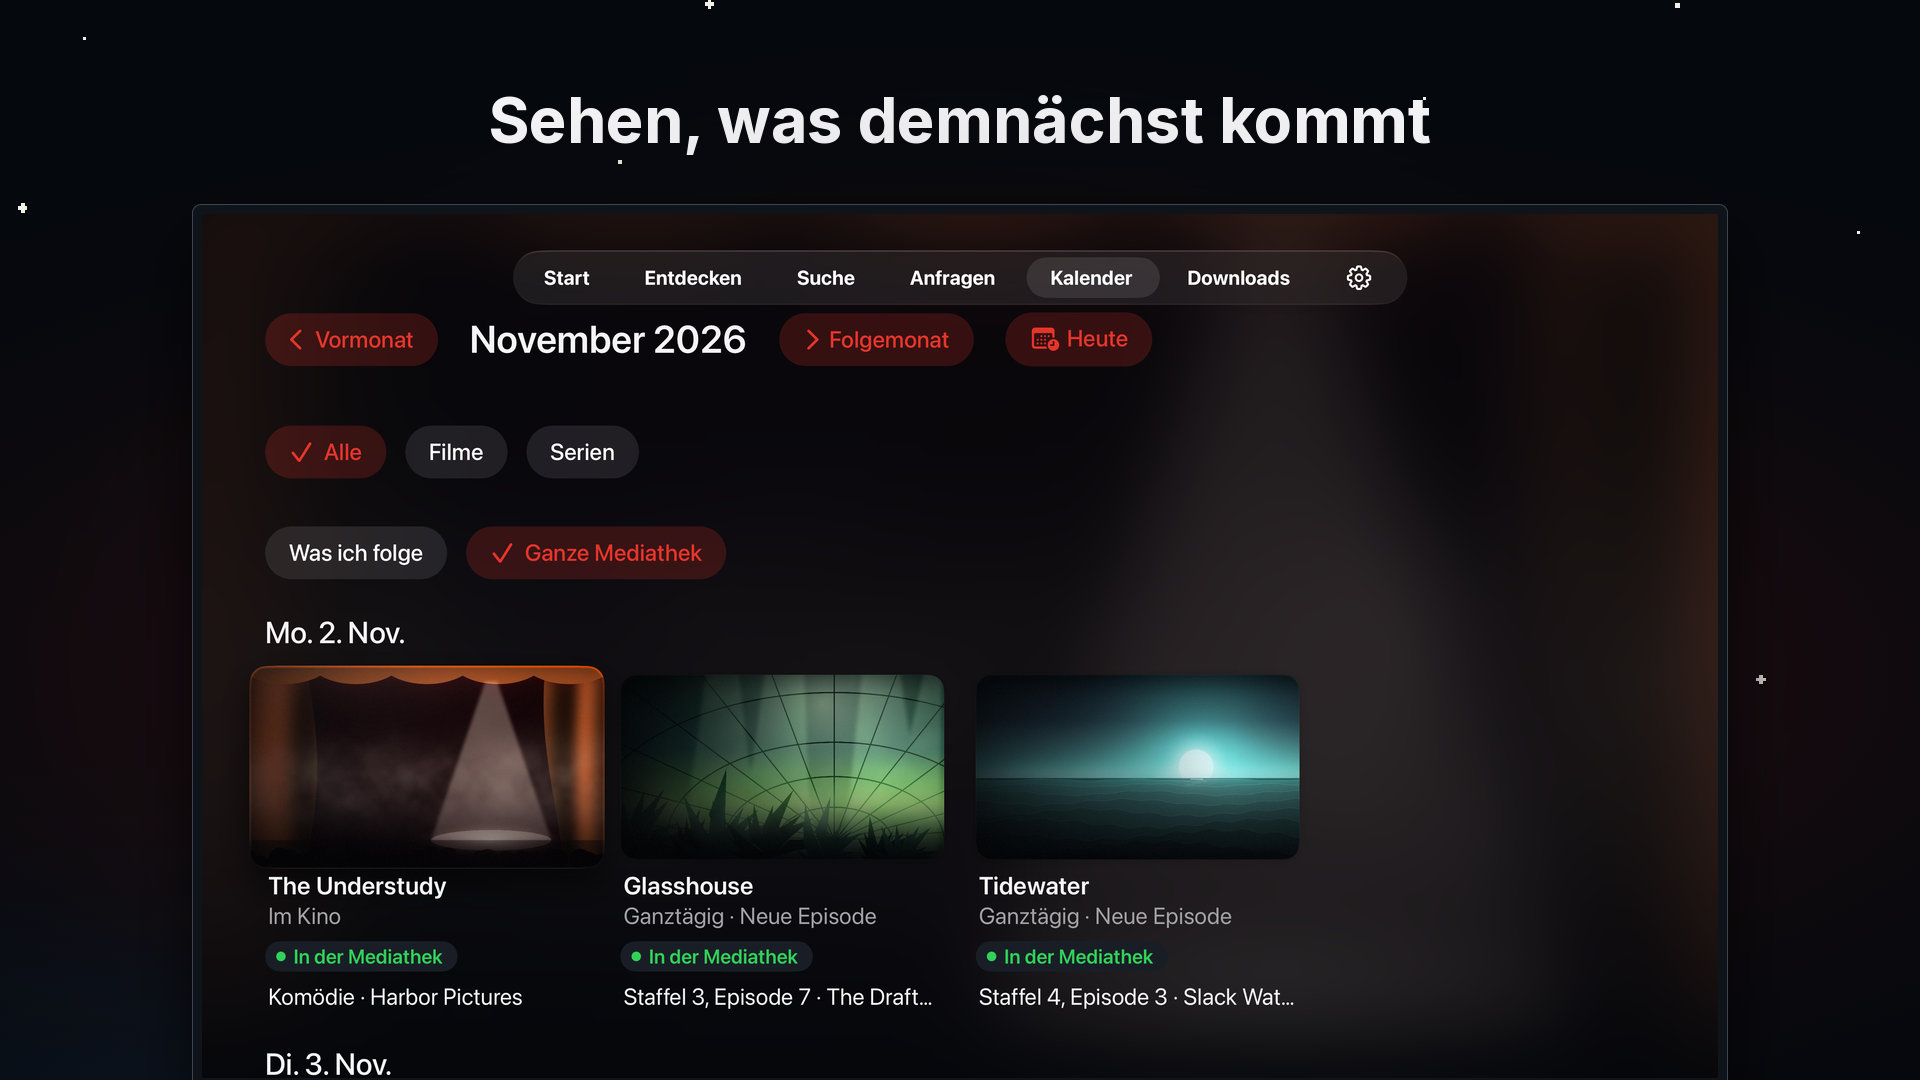 Sehen, was demnächst kommt
Start Entdecken Suche Anfragen Kalender Downloads
Vormonat November 2026 Folgemonat Heute
Alle Filme Serien
Was ich folge Ganze Mediathek
Mo. 2. Nov.
The Understudy
Im Kino
In der Mediathek
Komödie · Harbor Pictures
Glasshouse
Ganztägig · Neue Episode
In der Mediathek
Staffel 3, Episode 7 · The Draft...
Tidewater
Ganztägig · Neue Episode
In der Mediathek
Staffel 4, Episode 3 · Slack Wat...
Di. 3. Nov.